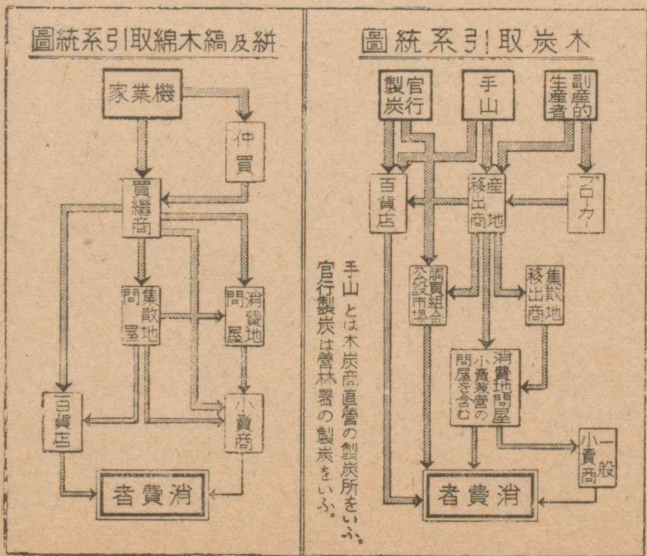 木炭取引系統圖
副産的
生産者
手山
官行
製炭
ブローカー
産地
移出商
百貨店
集散地
移出商
購買組合
公設市場
消費地問屋
小賣兼營の
問屋を含む
一般
小賣商
消費者
手山とは木炭商直營の製炭所をいふ。
官行製炭は營林署の製炭をいふ。
絣及縞木綿取引系統圖
機業家
仲買
買繼商
消費地
問屋
集散地
問屋
小賣商
百貨店
消費者